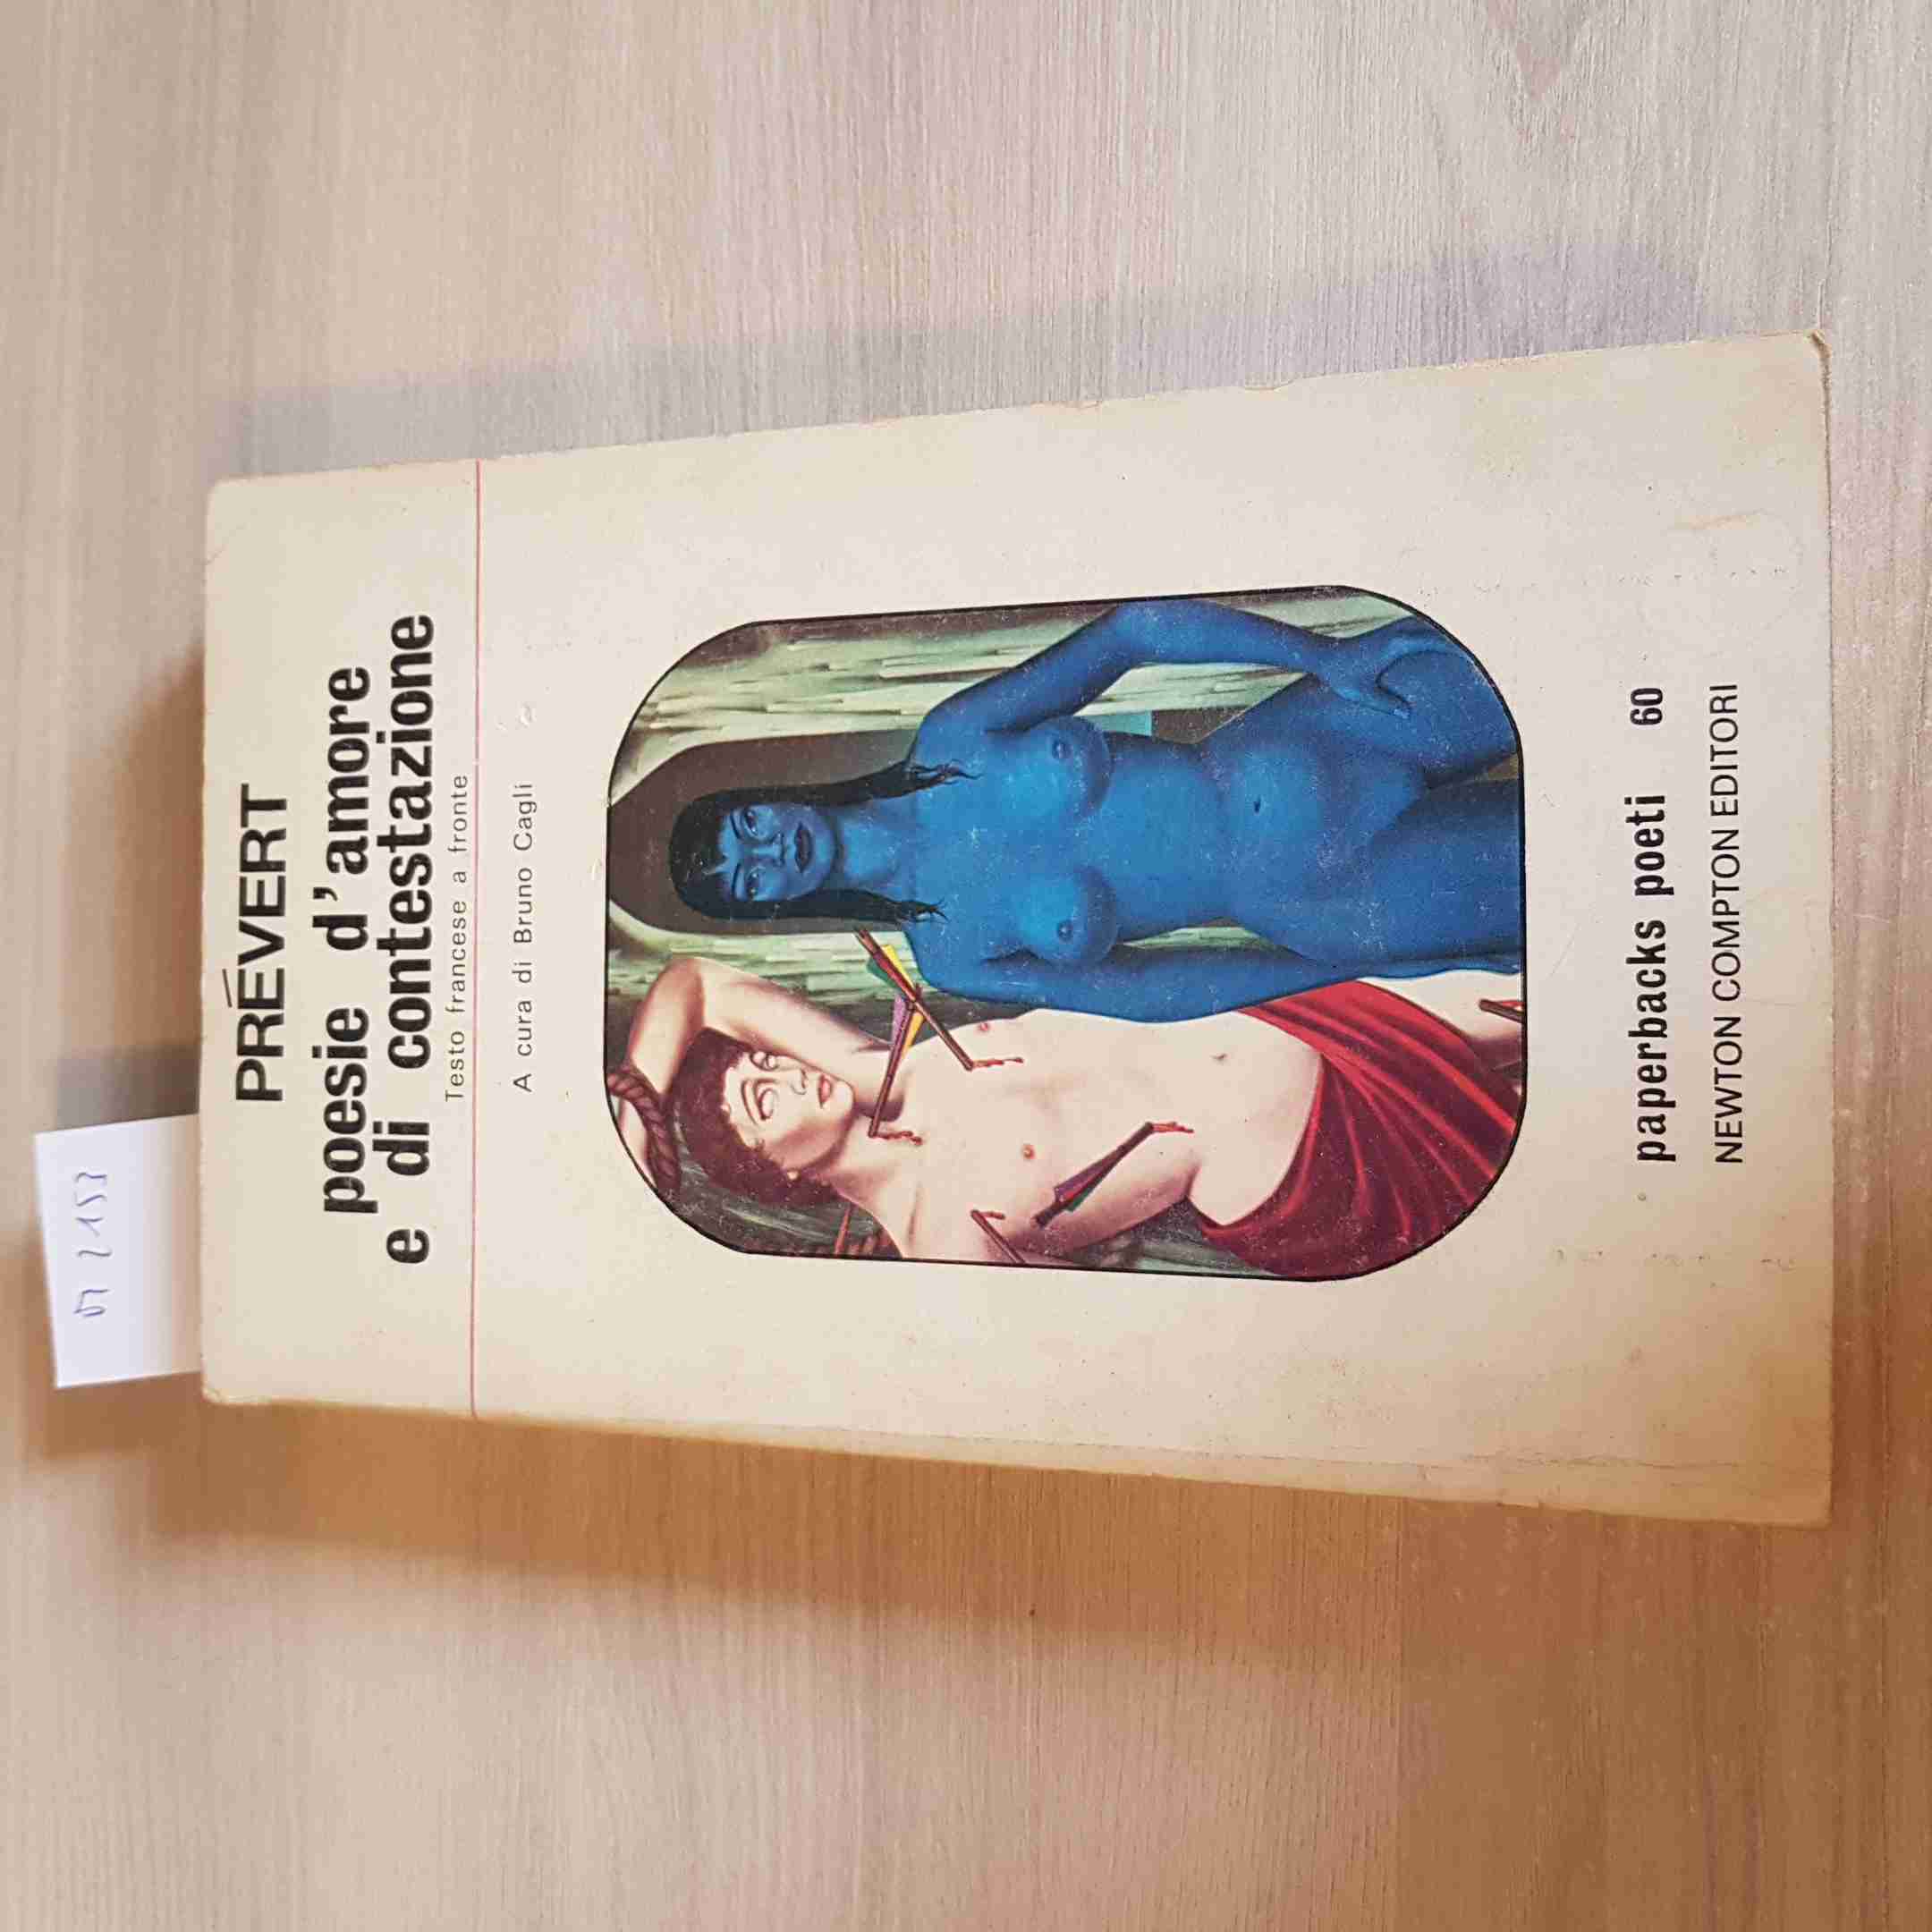 PRÉVERT
poesie d'amore
e di contestazione
Testo francese a fronte
A cura di Bruno Cagli
paperbacks poeti 60
NEWTON COMPTON EDITORI